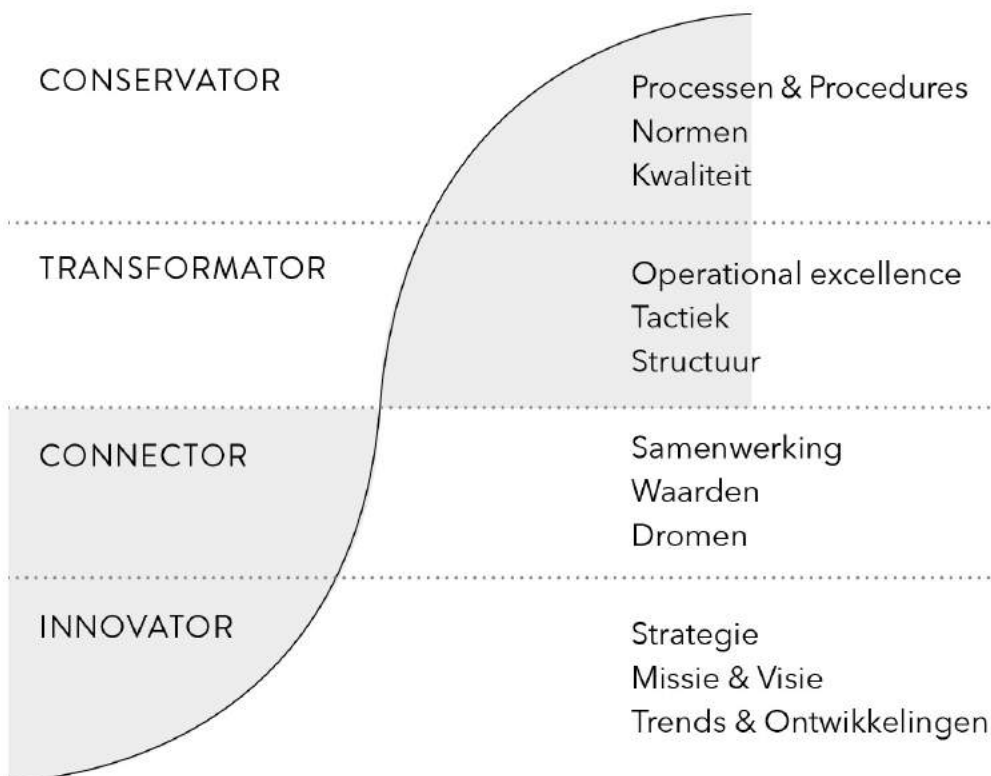 CONSERVATOR
Processen & Procedures
Normen
Kwaliteit
TRANSFORMATOR
Operational excellence
Tactiek
Structuur
CONNECTOR
Samenwerking
Waarden
Dromen
INNOVATOR
Strategie
Missie & Visie
Trends & Ontwikkelingen